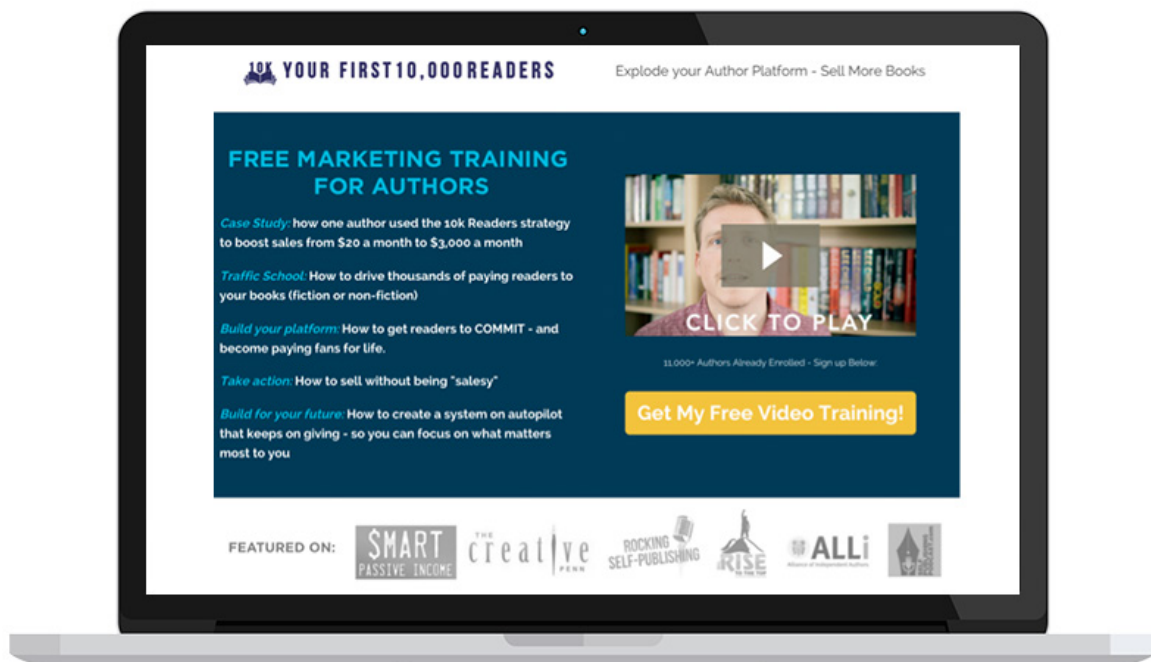 10K YOUR FIRST 10,000 READERS
Explode your Author Platform - Sell More Books
FREE MARKETING TRAINING
FOR AUTHORS
Case Study: how one author used the 10k Readers strategy
to boost sales from $20 a month to $3,000 a month
Traffic School: How to drive thousands of paying readers to
your books (fiction or non-fiction)
Build your platform: How to get readers to COMMIT - and
become paying fans for life.
Take action: How to sell without being "salesy"
Build for your future: How to create a system on autopilot
that keeps on giving - so you can focus on what matters
most to you
CLICK TO PLAY
11,000+ Authors Already Enrolled - Sign up Below:
Get My Free Video Training!
FEATURED ON:
$MART
PASSIVE INCOME
THE
creative
PENN
ROCKING
SELF-PUBLISHING
RISE
TO THE TOP
ALLi
Alliance of Independent Authors